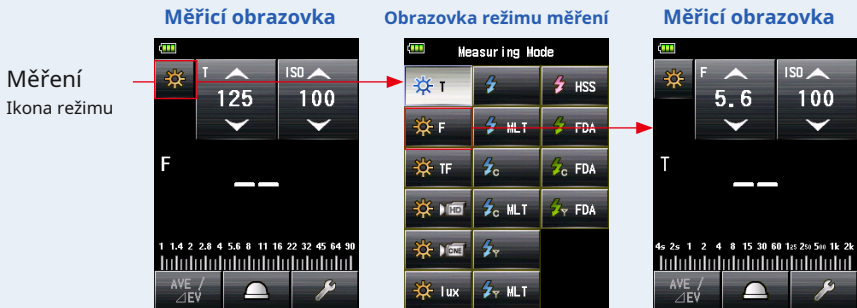 Měřicí obrazovka
Obrazovka režimu měření
Měřicí obrazovka
Měření
Ikona režimu
T
ISO
125
100
F
1 1.4 2 2.8 4 5.6 8 11 16 22 32 45 64 90
AVE /
⊿EV
Measuring Mode
T
HSS
F
MLT
FDA
TF
C
C FDA
HD
C MLT
Y FDA
CINE
Y
lux
Y MLT
F
ISO
5.6
100
T
4s 2s 1 2 4 8 15 30 60 125 250 500 1k 2k
AVE /
⊿EV